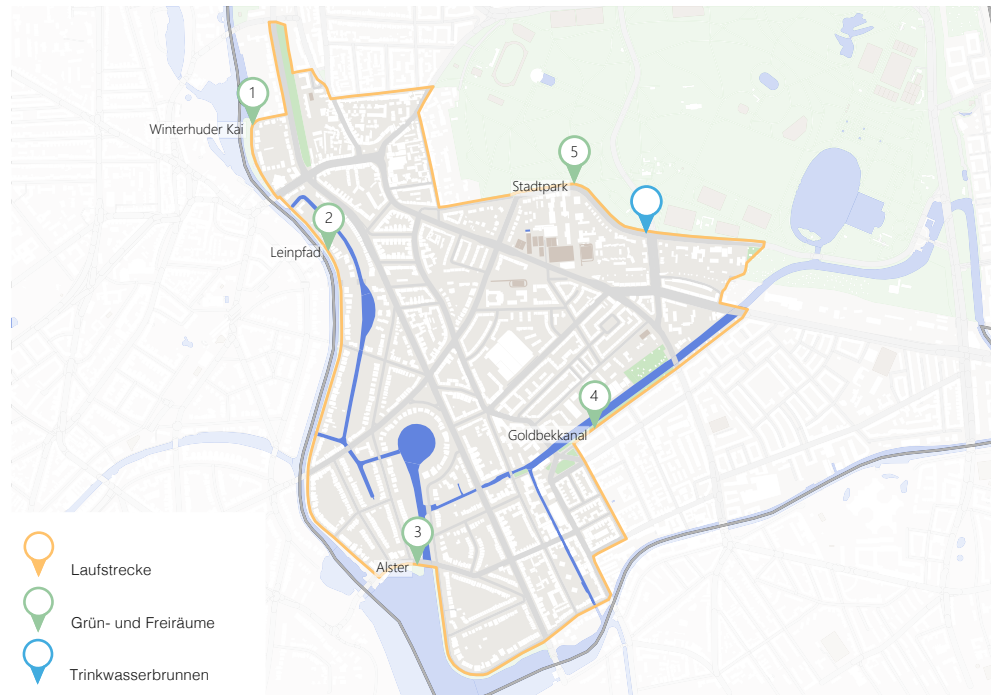 1
Winterhuder Kai
5
Stadtpark
2
Leinpfad
4
Goldbekkanal
3
Alster
Laufstrecke
Grün- und Freiräume
Trinkwasserbrunnen